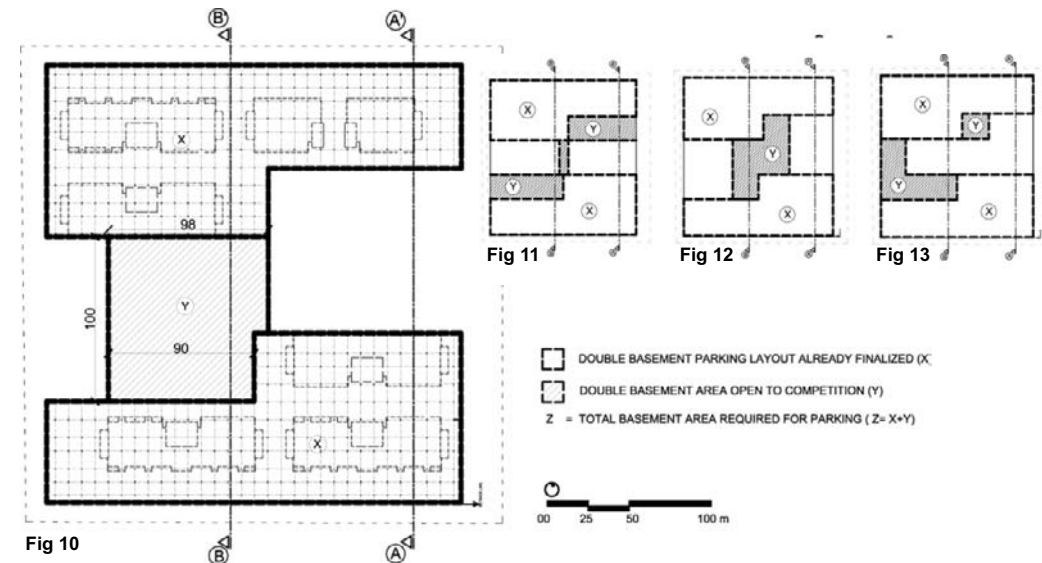 B'
A'
X
98
Y
100
90
X
B
A
Fig 10
X
Y
Y
X
Fig 11
X
Y
X
Fig 12
X
Y
Y
X
Fig 13
DOUBLE BASEMENT PARKING LAYOUT ALREADY FINALIZED (X)
DOUBLE BASEMENT AREA OPEN TO COMPETITION (Y)
Z = TOTAL BASEMENT AREA REQUIRED FOR PARKING ( Z= X+Y)
00 25 50 100 m